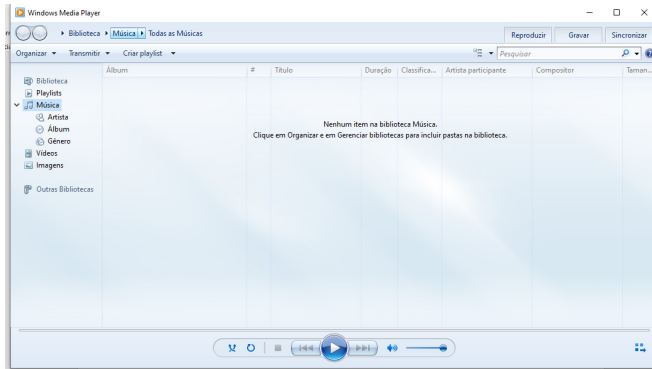 Windows Media Player
Biblioteca Música Todas as Músicas
Reproduzir Gravar Sincronizar
Organizar Transmitir Criar playlist
Pesquisar
Álbum # Título Duração Classifica... Artista participante Compositor Taman...
Biblioteca
Playlists
Música
Artista
Álbum
Gênero
Vídeos
Imagens
Outras Bibliotecas
Nenhum item na biblioteca Música.
Clique em Organizar e em Gerenciar bibliotecas para incluir pastas na biblioteca.